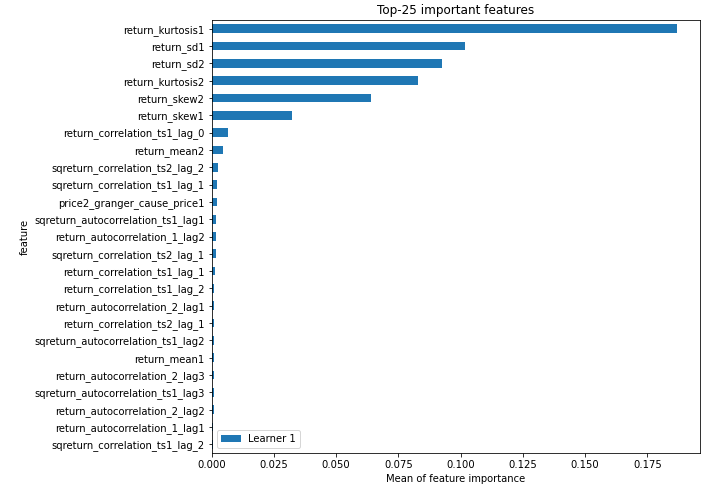 Top-25 important features
return_kurtosis1
return_sd1
return_sd2
return_kurtosis2
return_skew2
return_skew1
return_correlation_ts1_lag_0
return_mean2
sqreturn_correlation_ts2_lag_2
sqreturn_correlation_ts1_lag_1
price2_granger_cause_price1
sqreturn_autocorrelation_ts1_lag1
return_autocorrelation_1_lag2
sqreturn_correlation_ts2_lag_1
return_correlation_ts1_lag_1
return_correlation_ts1_lag_2
return_autocorrelation_2_lag1
return_correlation_ts2_lag_1
sqreturn_autocorrelation_ts1_lag2
return_mean1
return_autocorrelation_2_lag3
sqreturn_autocorrelation_ts1_lag3
return_autocorrelation_2_lag2
return_autocorrelation_1_lag1
sqreturn_correlation_ts1_lag_2
feature
Learner 1
0.000 0.025 0.050 0.075 0.100 0.125 0.150 0.175
Mean of feature importance